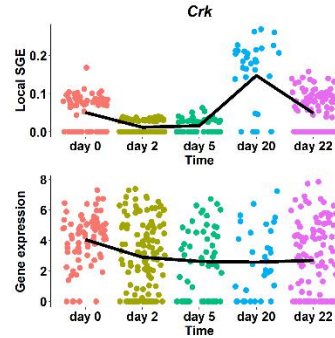 Crk
Local SGE
0.2
0.1
0.0
day 0 day 2 day 5 day 20 day 22
Time
Gene expression
8
6
4
2
0
day 0 day 2 day 5 day 20 day 22
Time